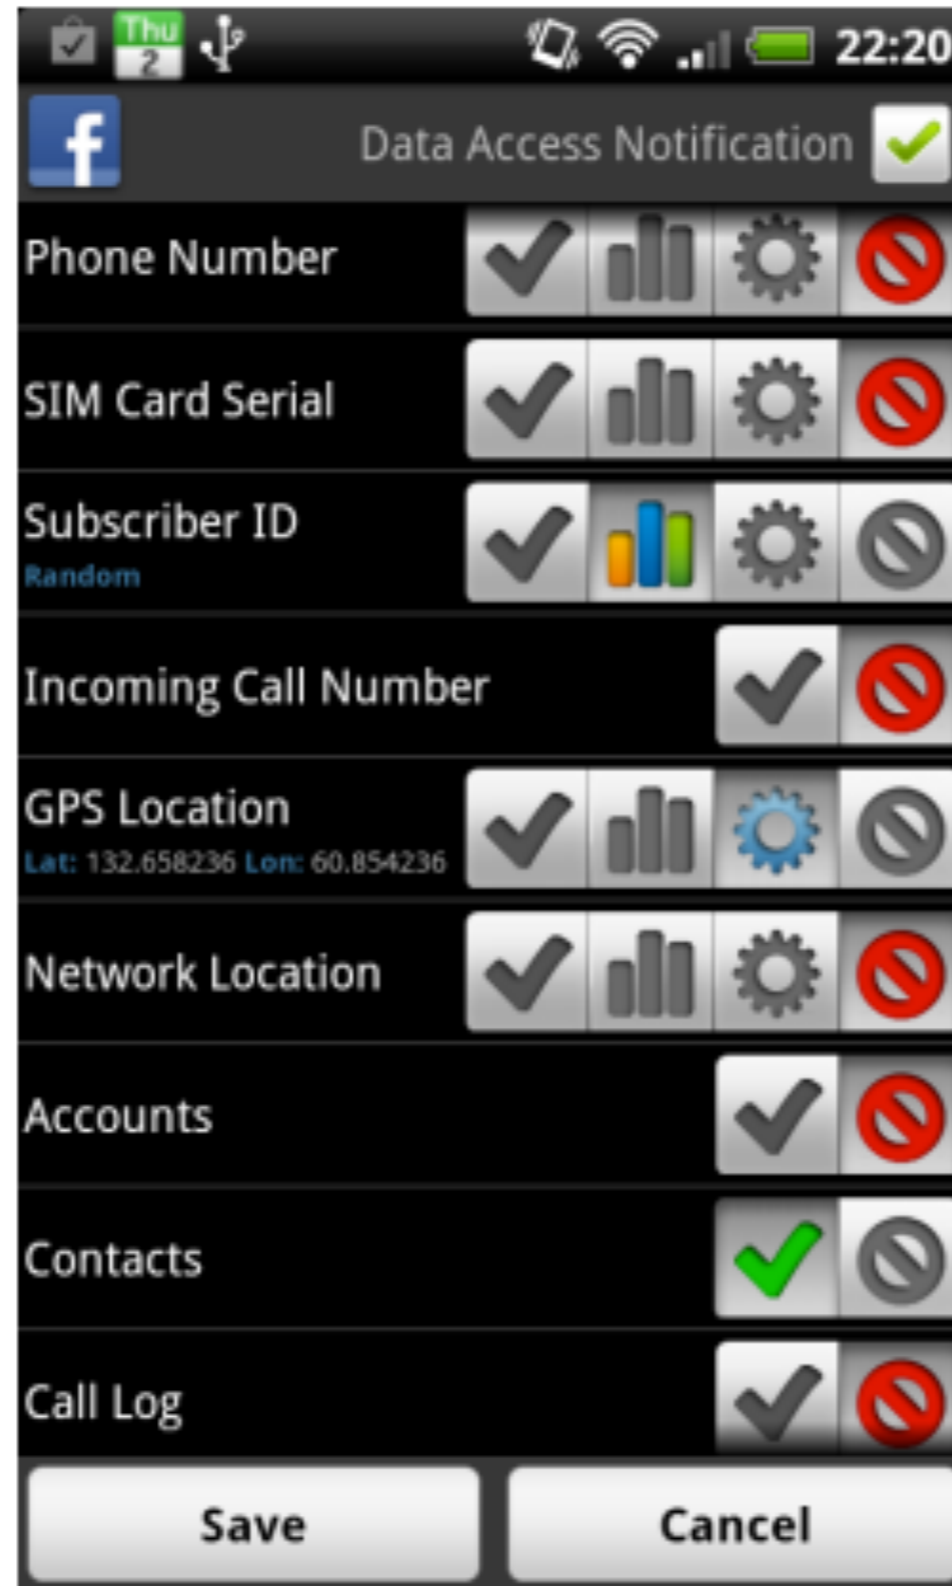 Thu
2
22:20
f
Data Access Notification
Phone Number
SIM Card Serial
Subscriber ID
Random
Incoming Call Number
GPS Location
Lat: 132.658236 Lon: 60.854236
Network Location
Accounts
Contacts
Call Log
Save
Cancel